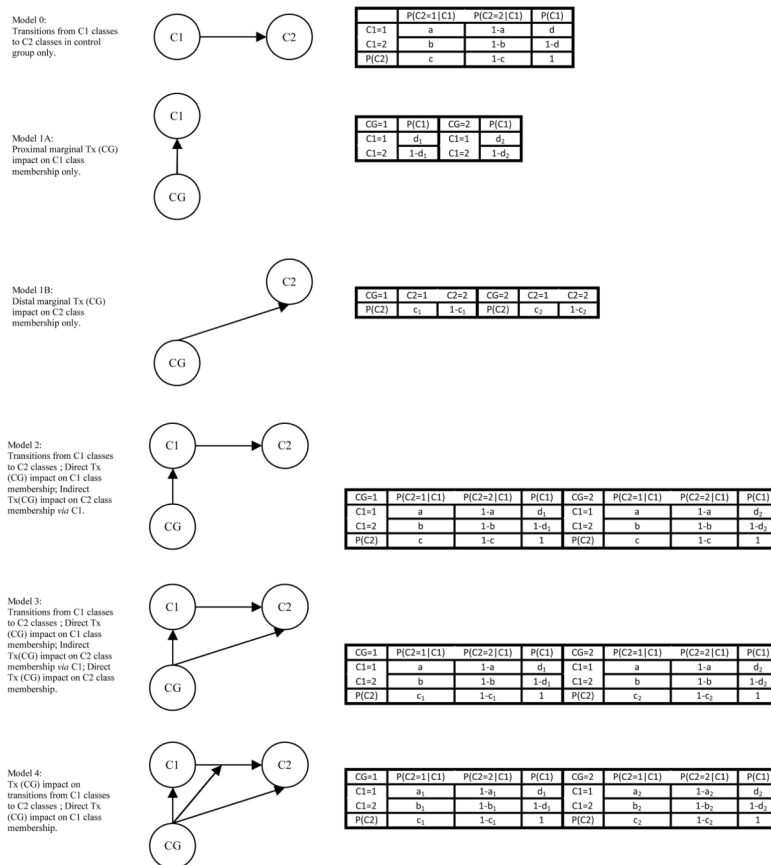 Model 0:
Transitions from C1 classes
to C2 classes in control
group only.
C1 C2
P(C2=1|C1) P(C2=2|C1) P(C1)
C1=1 a 1-a d
C1=2 b 1-b 1-d
P(C2) c 1-c 1
Model 1A:
Proximal marginal Tx (CG)
impact on C1 class
membership only.
C1
CG
CG=1 P(C1) CG=2 P(C1)
C1=1 d₁ C1=1 d₂
C1=2 1-d₁ C1=2 1-d₂
Model 1B:
Distal marginal Tx (CG)
impact on C2 class
membership only.
C2
CG
CG=1 C2=1 C2=2 CG=2 C2=1 C2=2
P(C2) c₁ 1-c₁ P(C2) c₂ 1-c₂
Model 2:
Transitions from C1 classes
to C2 classes ; Direct Tx
(CG) impact on C1 class
membership; Indirect
Tx(CG) impact on C2 class
membership via C1.
C1 C2
CG
CG=1 P(C2=1|C1) P(C2=2|C1) P(C1) CG=2 P(C2=1|C1) P(C2=2|C1) P(C1)
C1=1 a 1-a d₁ C1=1 a 1-a d₂
C1=2 b 1-b 1-d₁ C1=2 b 1-b 1-d₂
P(C2) c 1-c 1 P(C2) c 1-c 1
Model 3:
Transitions from C1 classes
to C2 classes ; Direct Tx
(CG) impact on C1 class
membership; Indirect
Tx(CG) impact on C2 class
membership via C1; Direct
Tx (CG) impact on C2 class
membership.
C1 C2
CG
CG=1 P(C2=1|C1) P(C2=2|C1) P(C1) CG=2 P(C2=1|C1) P(C2=2|C1) P(C1)
C1=1 a 1-a d₁ C1=1 a 1-a d₂
C1=2 b 1-b 1-d₁ C1=2 b 1-b 1-d₂
P(C2) c₁ 1-c₁ 1 P(C2) c₂ 1-c₂ 1
Model 4:
Tx (CG) impact on
transitions from C1 classes
to C2 classes ; Direct Tx
(CG) impact on C1 class
membership.
C1 C2
CG
CG=1 P(C2=1|C1) P(C2=2|C1) P(C1) CG=2 P(C2=1|C1) P(C2=2|C1) P(C1)
C1=1 a₁ 1-a₁ d₁ C1=1 a₂ 1-a₂ d₂
C1=2 b₁ 1-b₁ 1-d₁ C1=2 b₂ 1-b₂ 1-d₂
P(C2) c₁ 1-c₁ 1 P(C2) c₂ 1-c₂ 1